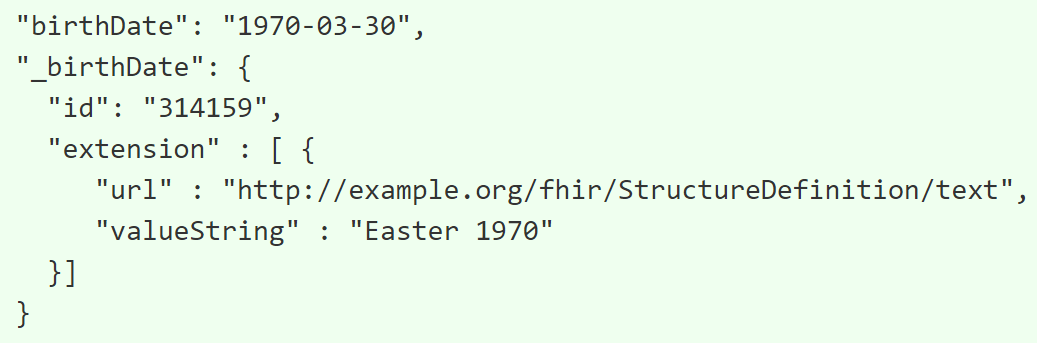 "birthDate": "1970-03-30",
"_birthDate": {
  "id": "314159",
  "extension" : [ {
     "url" : "http://example.org/fhir/StructureDefinition/text",
     "valueString" : "Easter 1970"
  }]
}